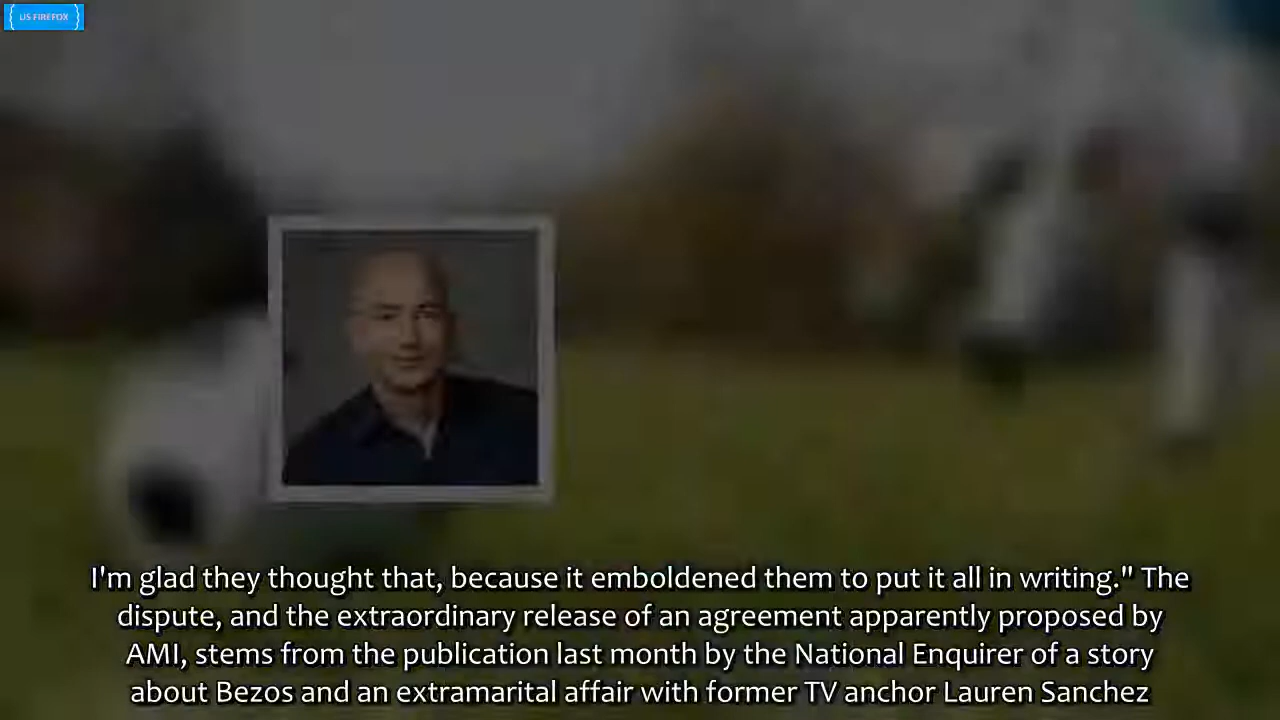 US FIREFOX
I'm glad they thought that, because it emboldened them to put it all in writing." The
dispute, and the extraordinary release of an agreement apparently proposed by
AMI, stems from the publication last month by the National Enquirer of a story
about Bezos and an extramarital affair with former TV anchor Lauren Sanchez